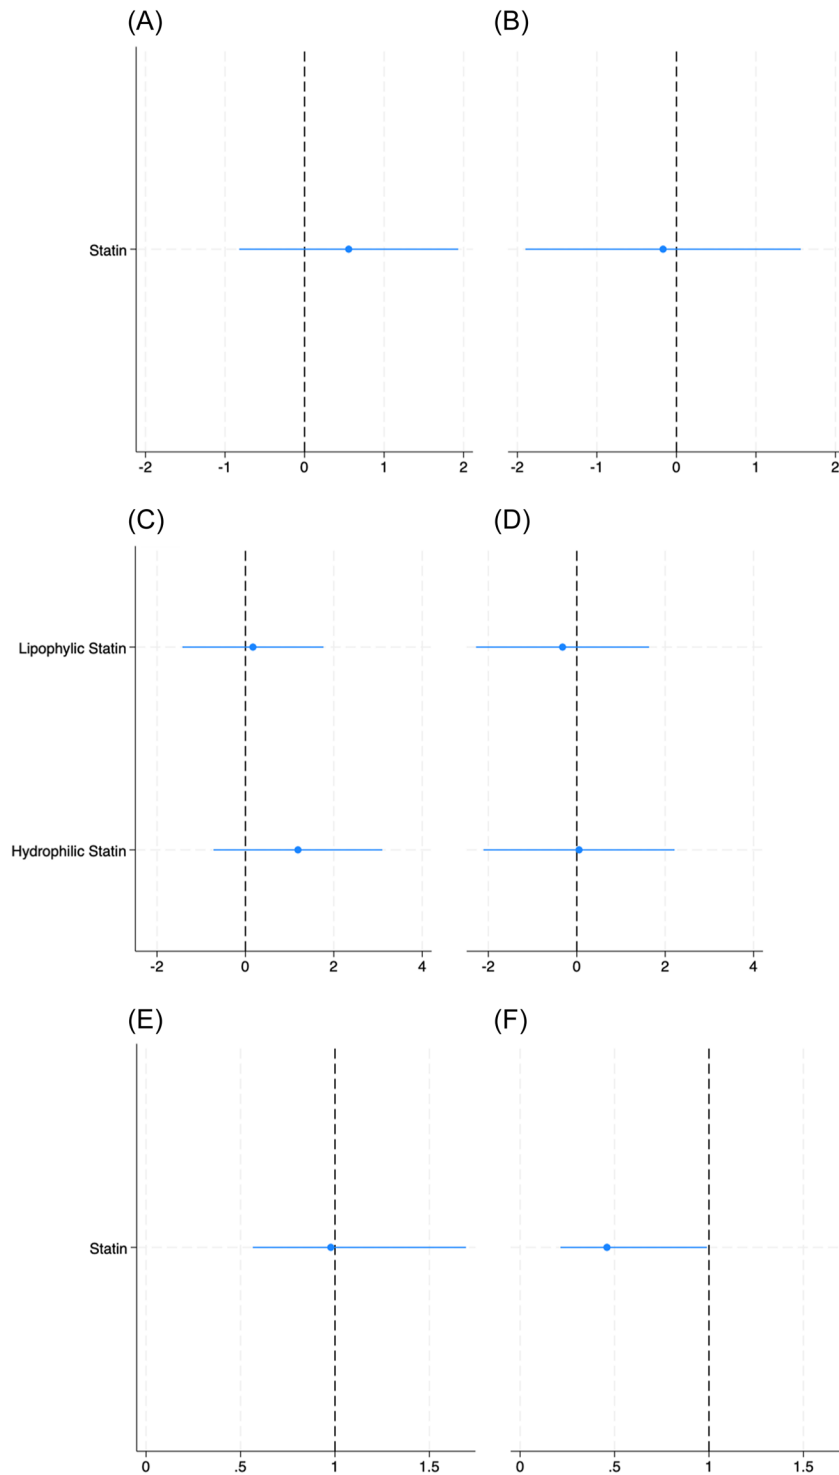 (A) (B)
Statin
-2 -1 0 1 2 -2 -1 0 1 2
(C) (D)
Lipophylic Statin
Hydrophilic Statin
-2 0 2 4 -2 0 2 4
(E) (F)
Statin
0 .5 1 1.5 0 .5 1 1.5